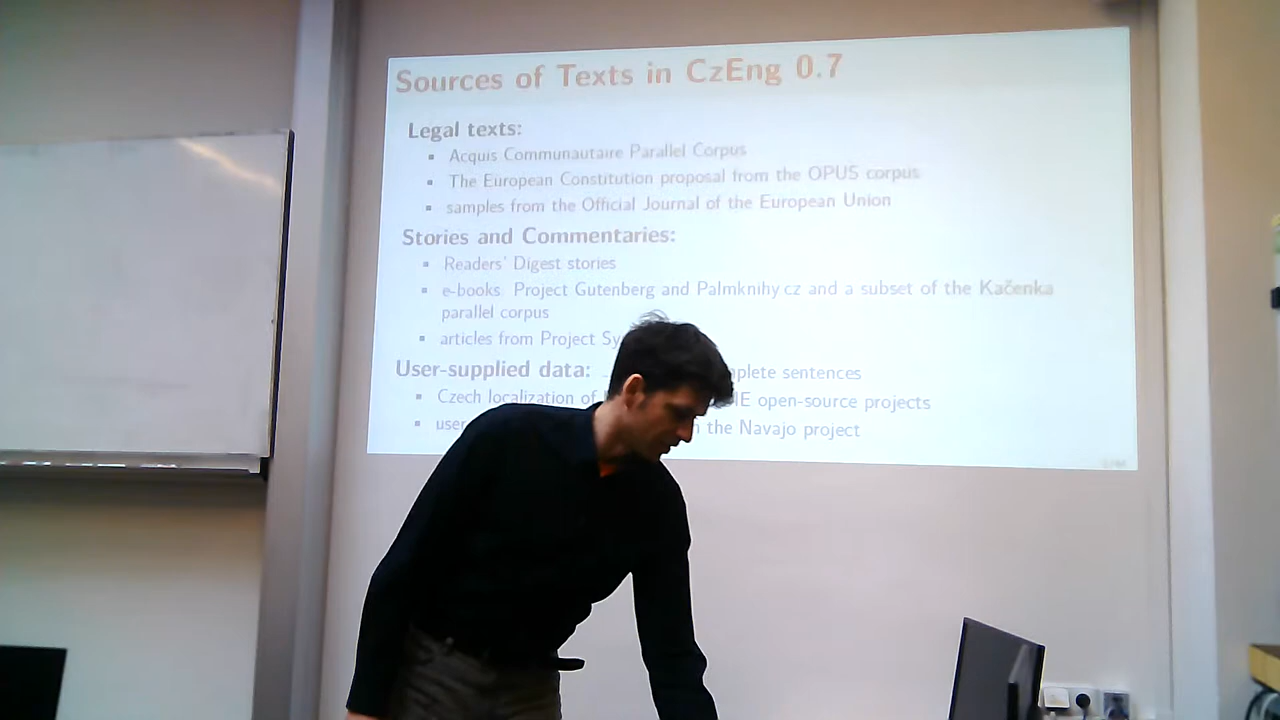 Sources of Texts in CzEng 0.7
Legal texts:
Acquis Communautaire Parallel Corpus
The European Constitution proposal from the OPUS corpus
samples from the Official Journal of the European Union
Stories and Commentaries:
Readers' Digest stories
e-books Project Gutenberg and Palmknihy cz and a subset of the Kačenka
parallel corpus
articles from Project
User-supplied data: sentences
Czech localization of open-source projects
the Navajo project